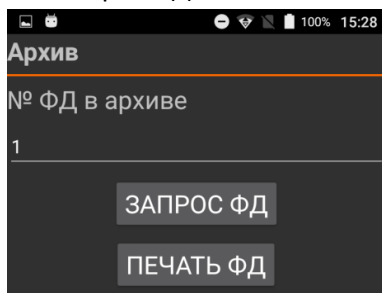 100% 15:28
Архив
№ ФД в архиве
1
ЗАПРОС ФД
ПЕЧАТЬ ФД